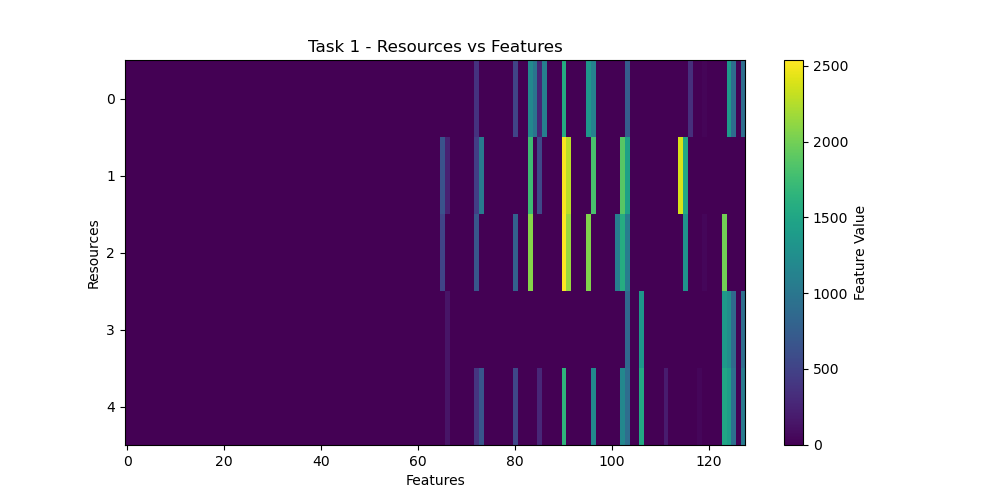 Task 1 - Resources vs Features
Resources
0
1
2
3
4
0 20 40 60 80 100 120
Features
2500
2000
1500
1000
500
0
Feature Value